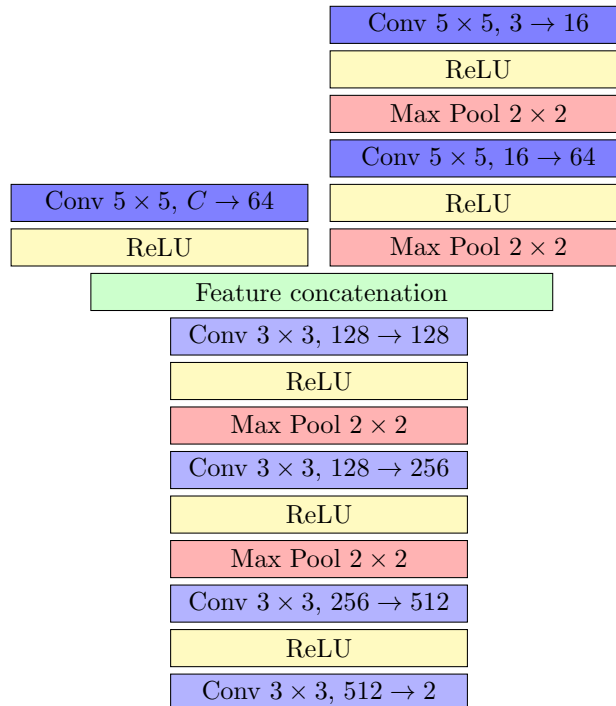 Conv 5 × 5, 3 → 16
ReLU
Max Pool 2 × 2
Conv 5 × 5, 16 → 64
Conv 5 × 5, C → 64
ReLU
ReLU
Max Pool 2 × 2
Feature concatenation
Conv 3 × 3, 128 → 128
ReLU
Max Pool 2 × 2
Conv 3 × 3, 128 → 256
ReLU
Max Pool 2 × 2
Conv 3 × 3, 256 → 512
ReLU
Conv 3 × 3, 512 → 2